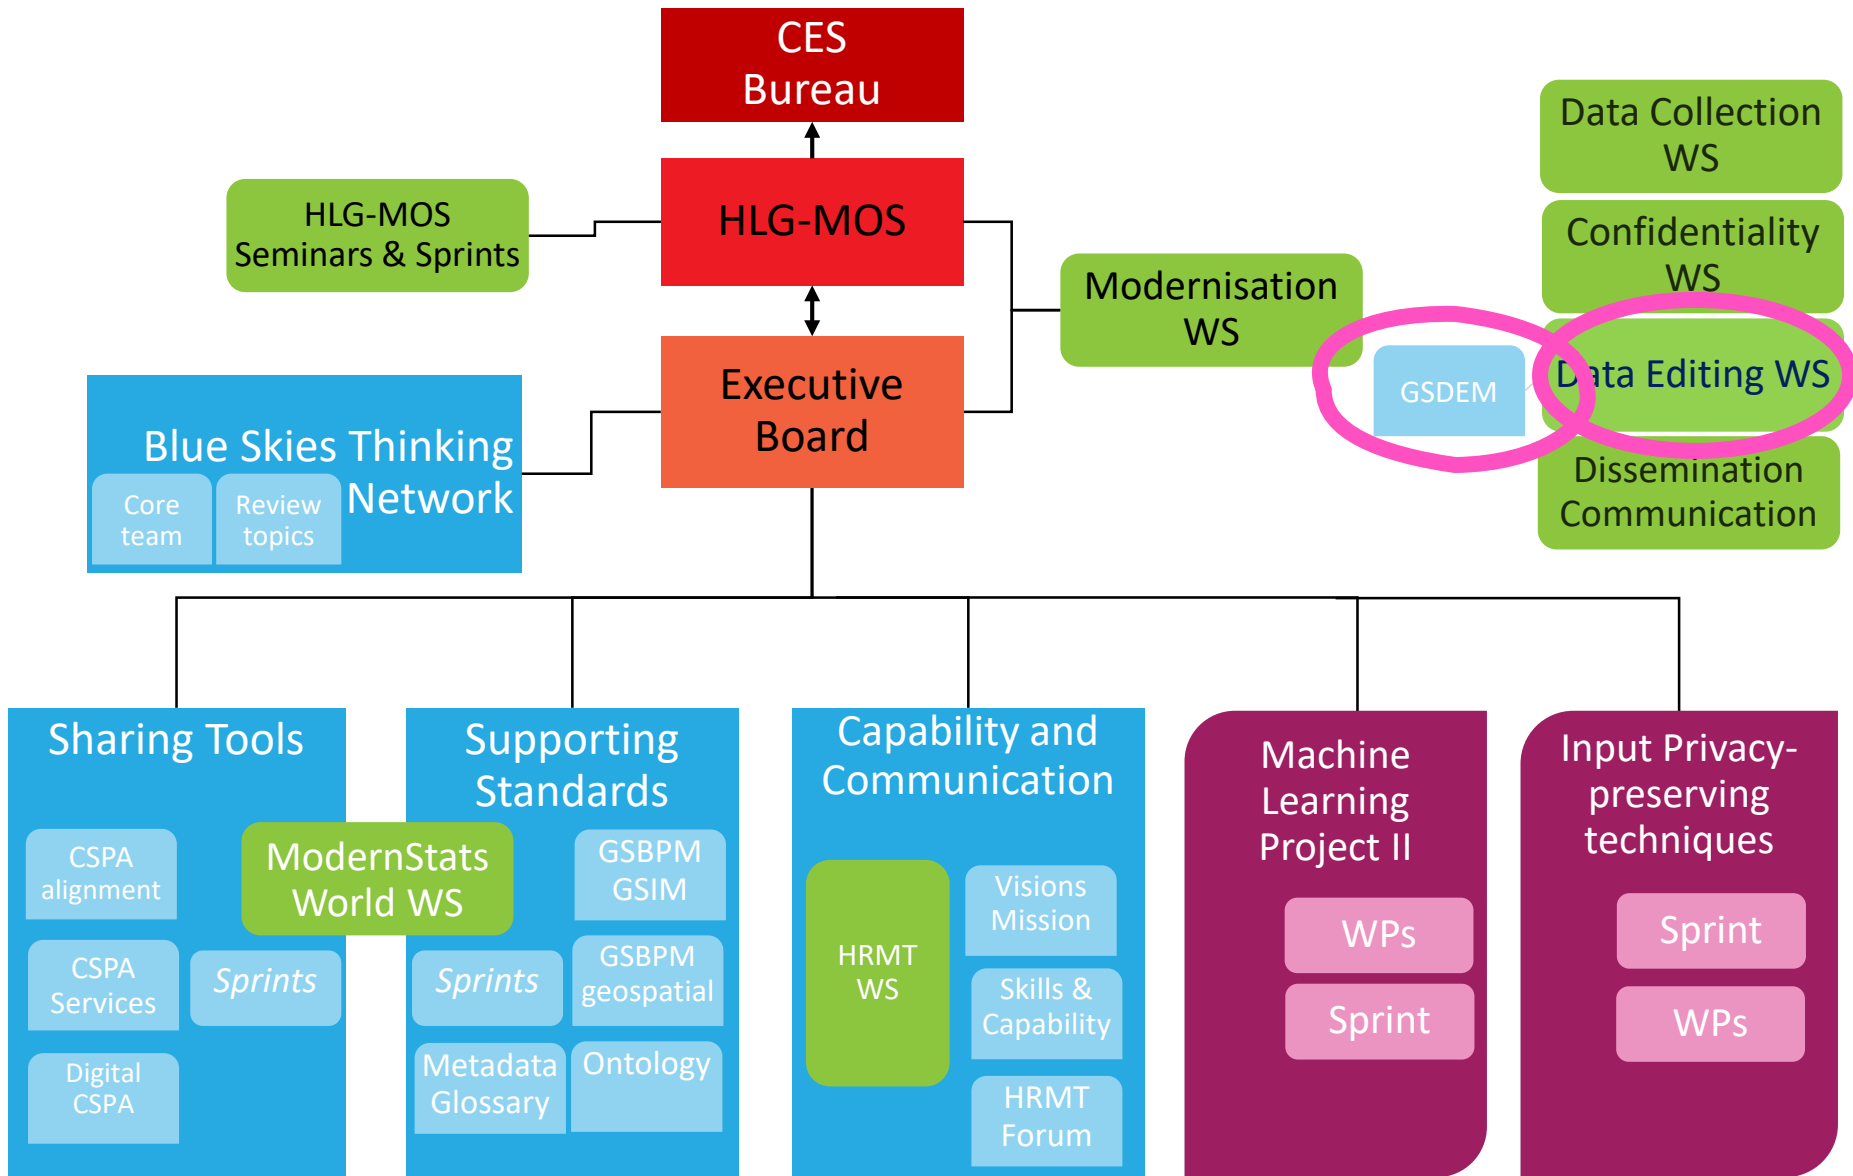 CES
Bureau
HLG-MOS
Seminars & Sprints
HLG-MOS
Executive
Board
Modernisation
WS
Data Collection
WS
Confidentiality
WS
GSDEM
Data Editing WS
Dissemination
Communication
Blue Skies Thinking
Network
Core
team
Review
topics
Sharing Tools
CSPA
alignment
CSPA
Services
Sprints
Digital
CSPA
ModernStats
World WS
Supporting
Standards
GSBPM
GSIM
Sprints
GSBPM
geospatial
Metadata
Glossary
Ontology
Capability and
Communication
HRMT
WS
Visions
Mission
Skills &
Capability
HRMT
Forum
Machine
Learning
Project II
WPs
Sprint
Input Privacy-
preserving
techniques
Sprint
WPs